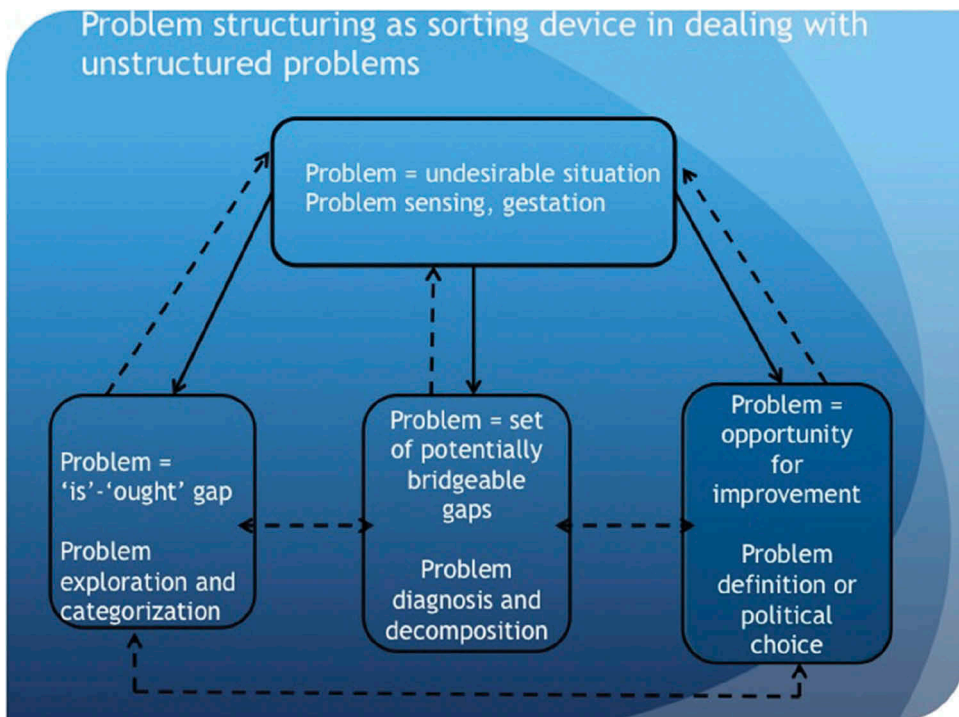 Problem structuring as sorting device in dealing with
unstructured problems
Problem = undesirable situation
Problem sensing, gestation
Problem =
‘is’-‘ought’ gap
Problem
exploration and
categorization
Problem = set
of potentially
bridgeable
gaps
Problem
diagnosis and
decomposition
Problem =
opportunity
for
improvement
Problem
definition or
political
choice